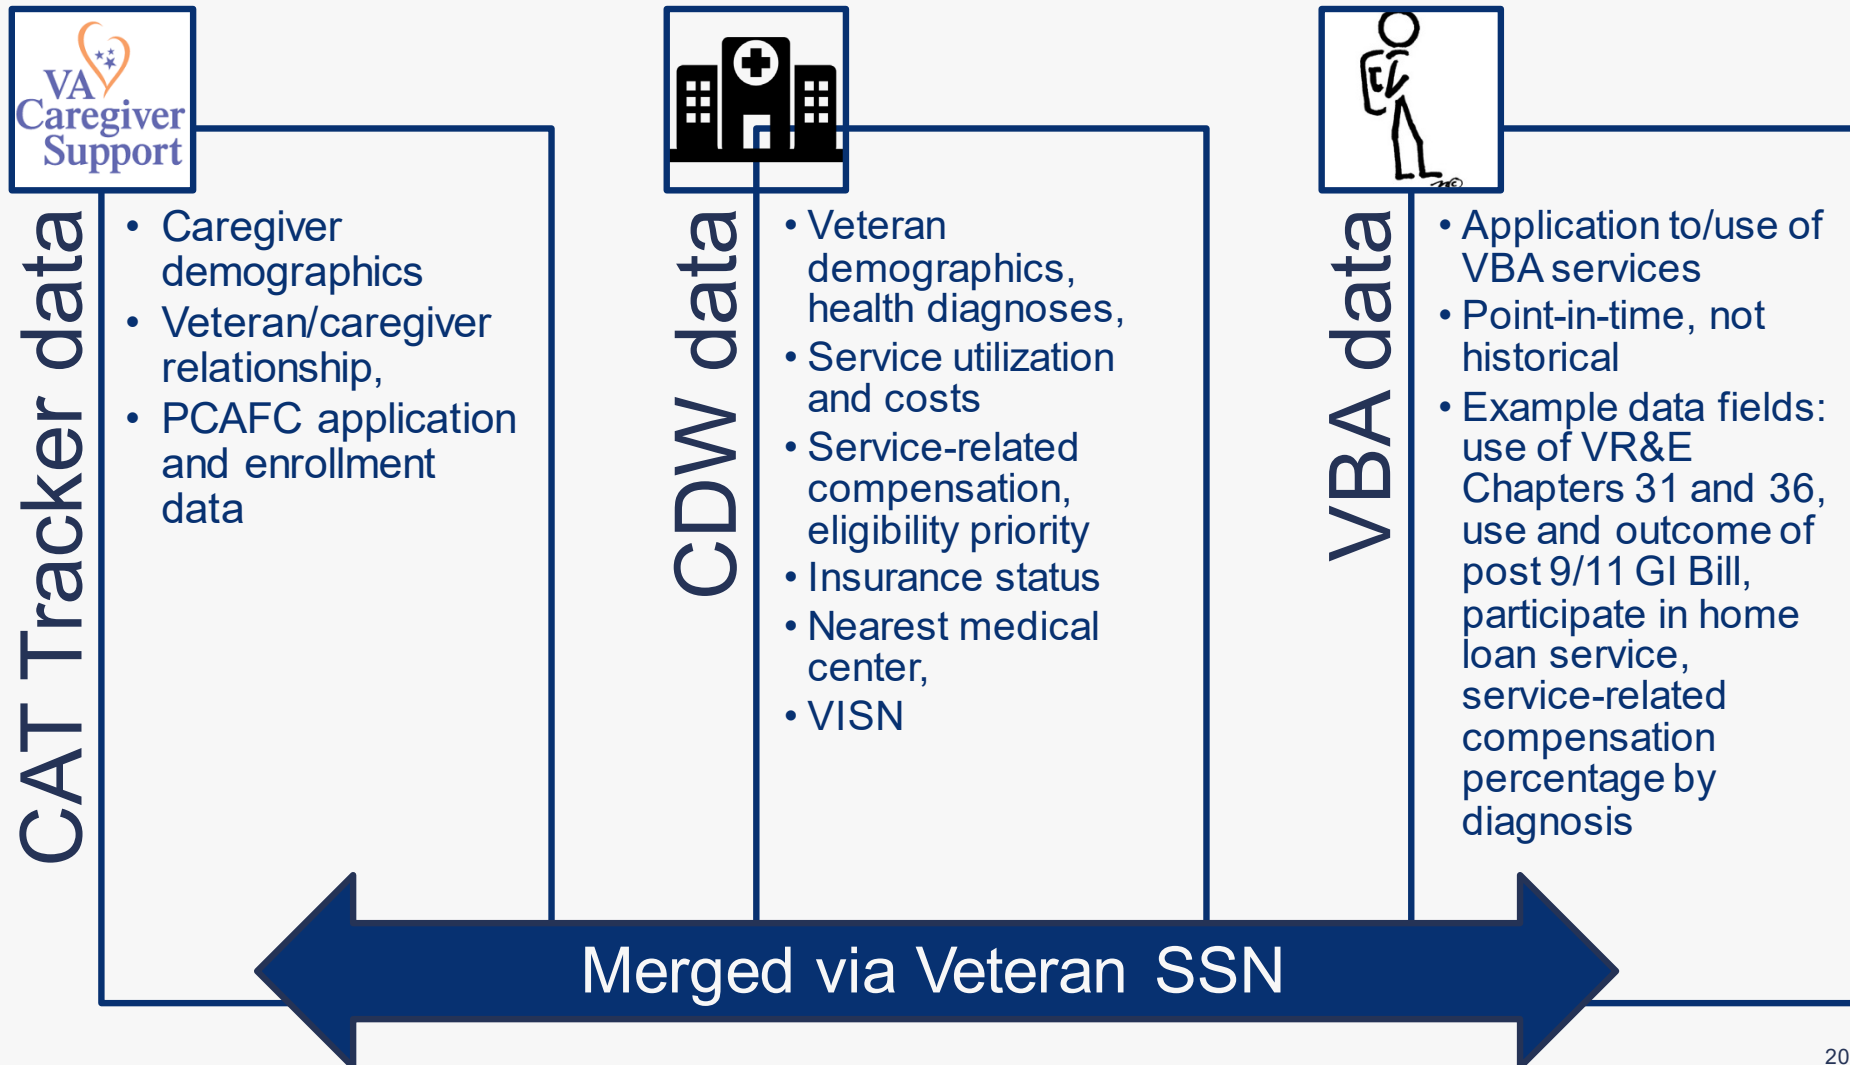 VA
Caregiver
Support
CAT Tracker data
• Caregiver
demographics
• Veteran/caregiver
relationship,
• PCAFC application
and enrollment
data
CDW data
• Veteran
demographics,
health diagnoses,
• Service utilization
and costs
• Service-related
compensation,
eligibility priority
• Insurance status
• Nearest medical
center,
• VISN
VBA data
• Application to/use of
VBA services
• Point-in-time, not
historical
• Example data fields:
use of VR&E
Chapters 31 and 36,
use and outcome of
post 9/11 GI Bill,
participate in home
loan service,
service-related
compensation
percentage by
diagnosis
Merged via Veteran SSN
20